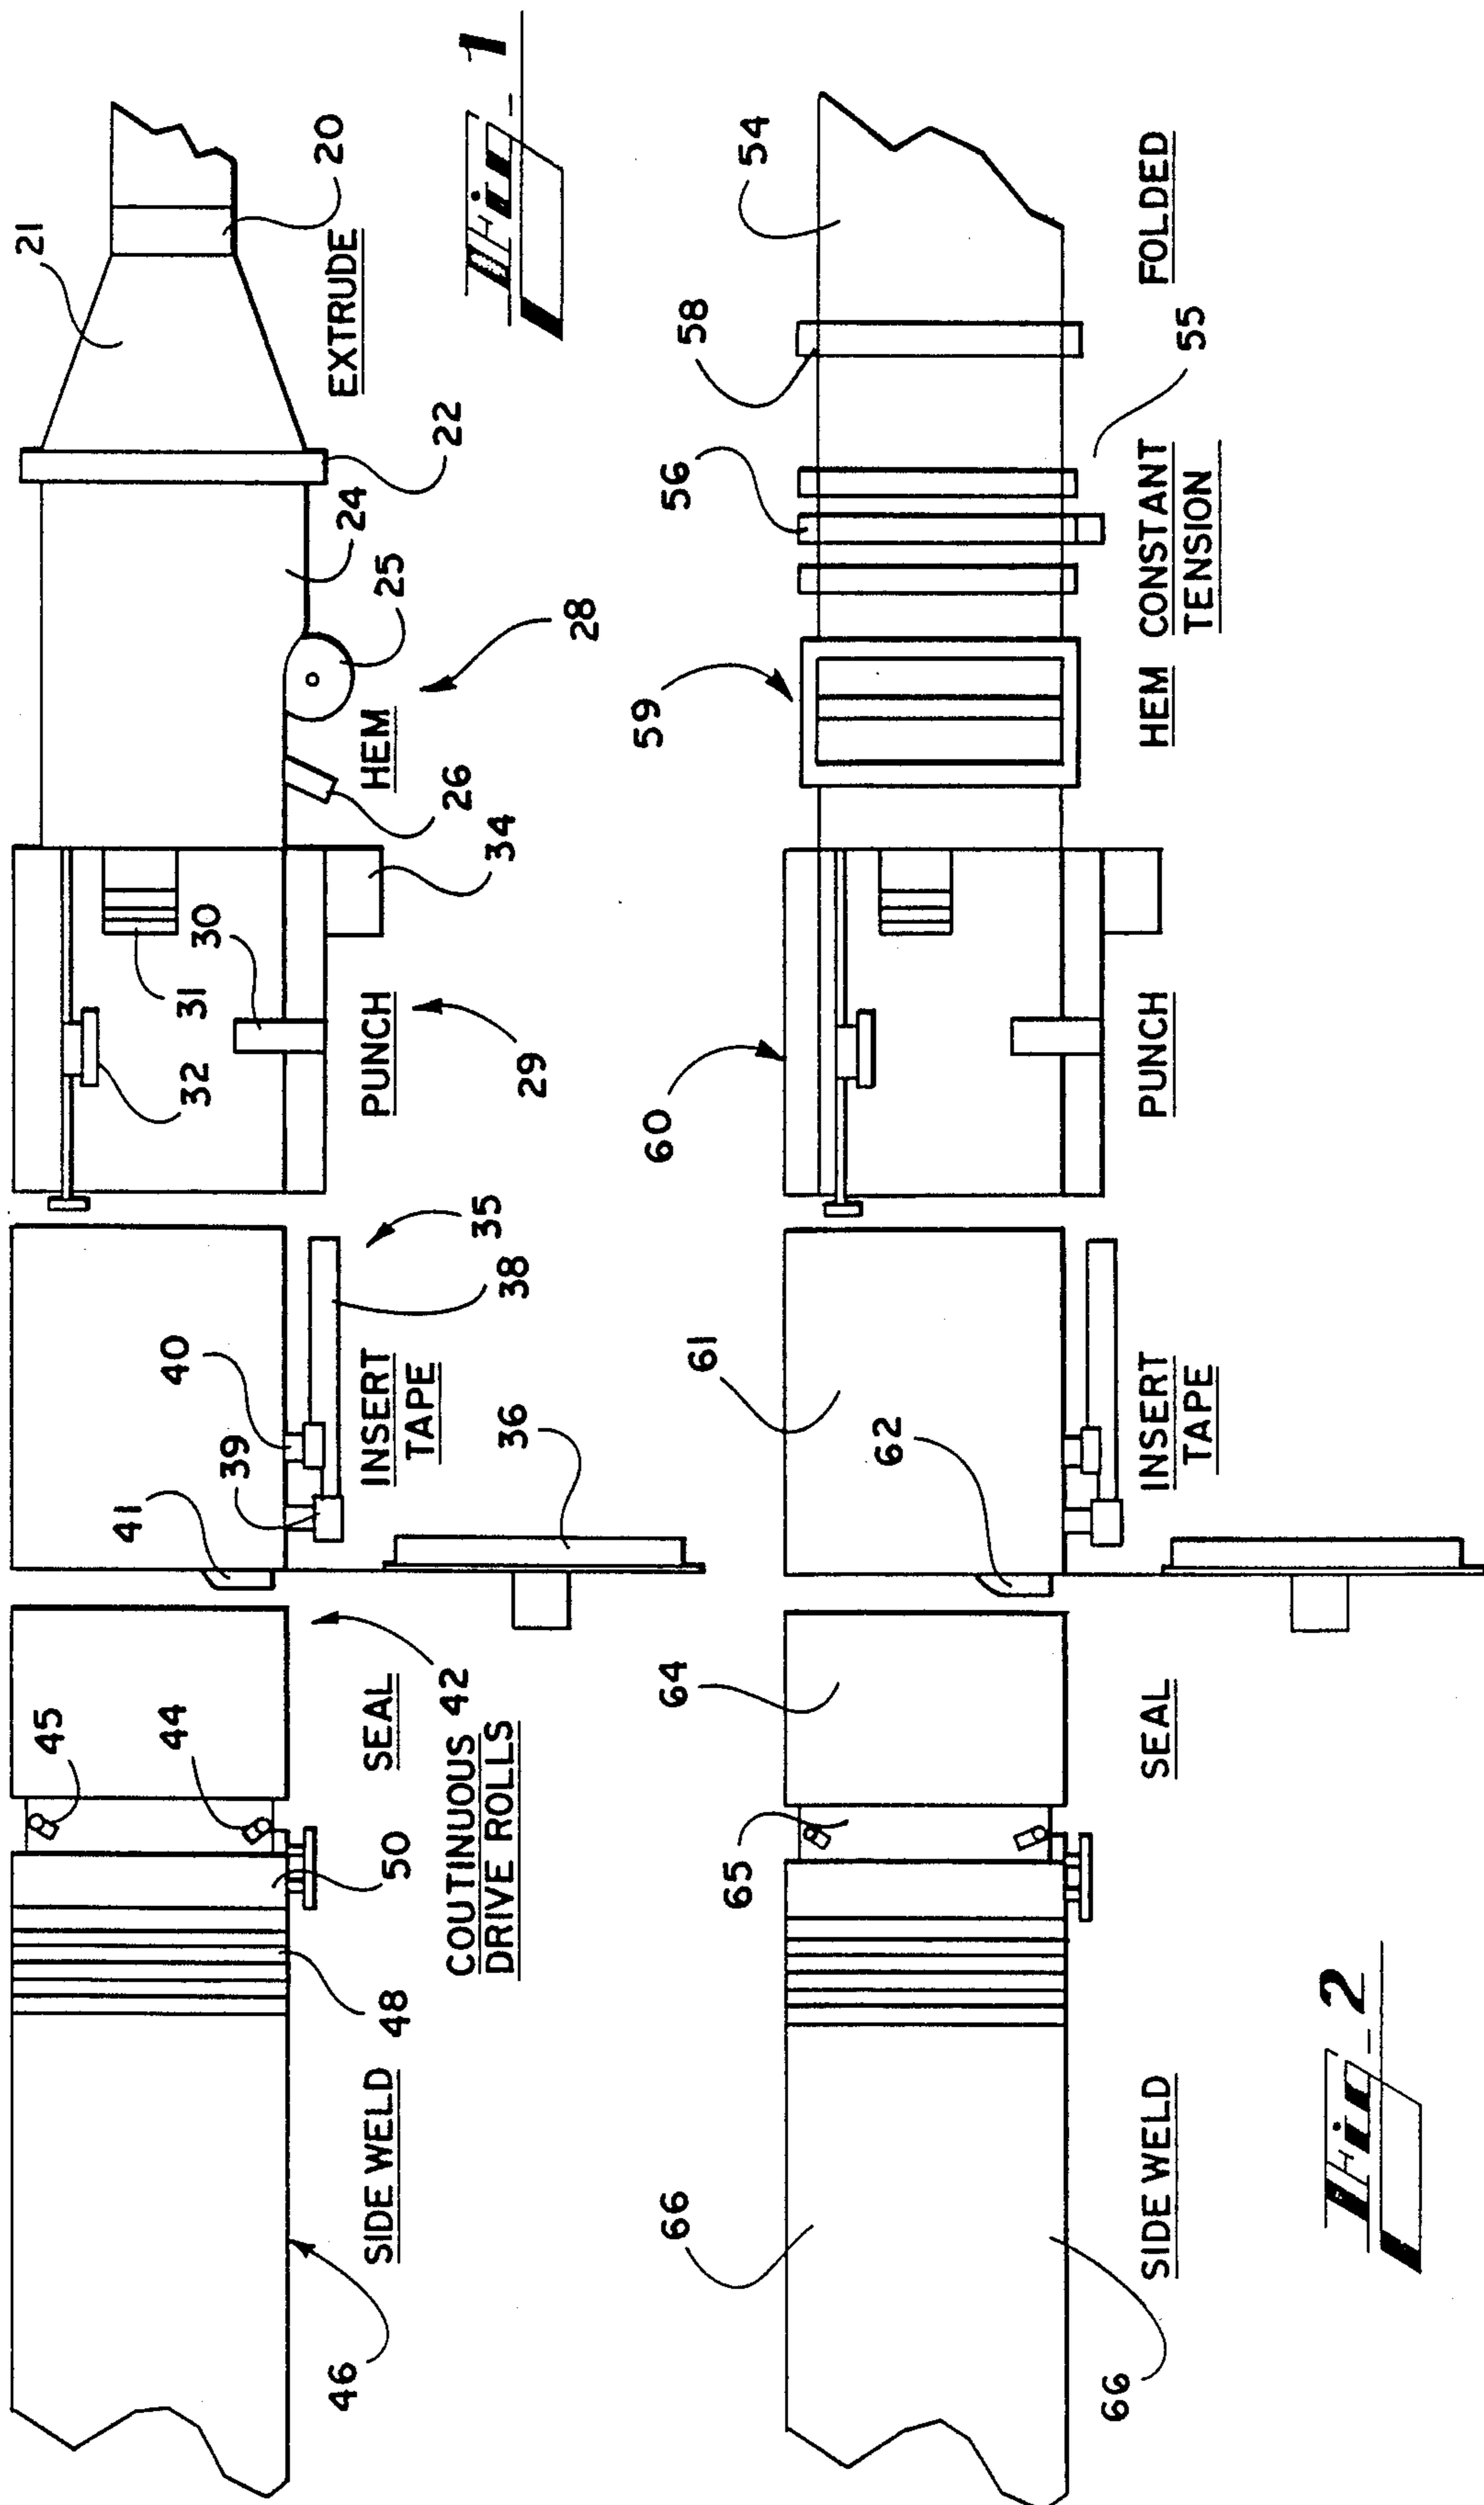 21
20
EXTRUDE
22
24
25
28
HEM
26
34
30
31
32
PUNCH
29
35
38
40
39
41
INSERT
TAPE
36
42
SEAL
COUTINUOUS
DRIVE ROLLS
45
44
50
48
SIDE WELD
46
Fig_1
54
FOLDED
58
55
56
CONSTANT
TENSION
HEM
59
60
PUNCH
61
62
INSERT
TAPE
64
65
SEAL
66
SIDE WELD
66
Fig_2